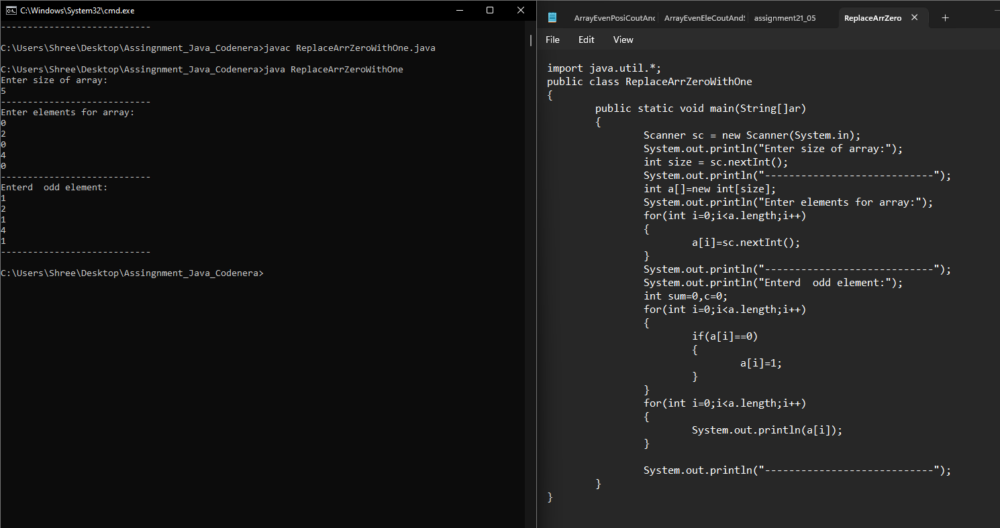 C:\Windows\System32\cmd.exe
----------------------------
C:\Users\Shree\Desktop\Assingnment_Java_Codenera>javac ReplaceArrZeroWithOne.java
C:\Users\Shree\Desktop\Assingnment_Java_Codenera>java ReplaceArrZeroWithOne
Enter size of array:
5
----------------------------
Enter elements for array:
0
2
0
4
0
----------------------------
Enterd  odd element:
1
2
1
4
1
----------------------------
C:\Users\Shree\Desktop\Assingnment_Java_Codenera>
ArrayEvenPosiCoutAnd ArrayEvenEleCoutAndS assignment21_05 ReplaceArrZero
File Edit View
import java.util.*;
public class ReplaceArrZeroWithOne
{
public static void main(String[]ar)
{
Scanner sc = new Scanner(System.in);
System.out.println("Enter size of array:");
int size = sc.nextInt();
System.out.println("----------------------------");
int a[]=new int[size];
System.out.println("Enter elements for array:");
for(int i=0;i<a.length;i++)
{
a[i]=sc.nextInt();
}
System.out.println("----------------------------");
System.out.println("Enterd  odd element:");
int sum=0,c=0;
for(int i=0;i<a.length;i++)
{
if(a[i]==0)
{
a[i]=1;
}
}
for(int i=0;i<a.length;i++)
{
System.out.println(a[i]);
}
System.out.println("----------------------------");
}
}